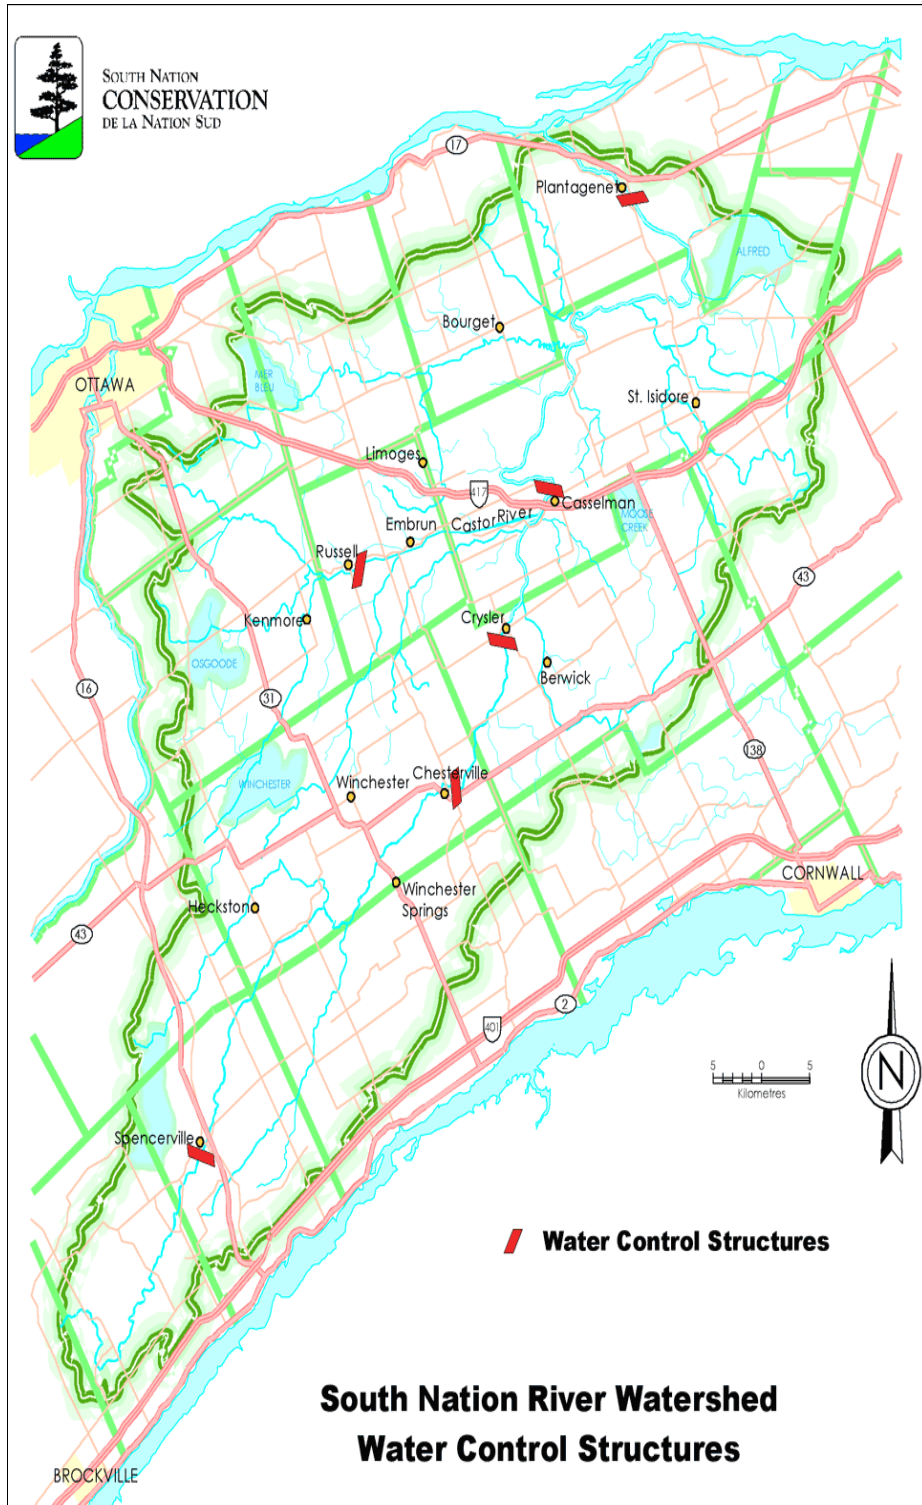 SOUTH NATION
CONSERVATION
DE LA NATION SUD
17
Plantagenet
ALFRED
Bourget
MER
BLEU
OTTAWA
St. Isidore
Limoges
417
Casselman
MOOSE
CREEK
Embrun
Castor River
Russell
43
Kenmore
Crysler
OSGOODE
Berwick
16
31
138
WINCHESTER
Winchester
Chesterville
CORNWALL
Winchester
Springs
Heckston
43
2
401
N
5 0 5
Kilometres
Spencerville
Water Control Structures
South Nation River Watershed
Water Control Structures
BROCKVILLE